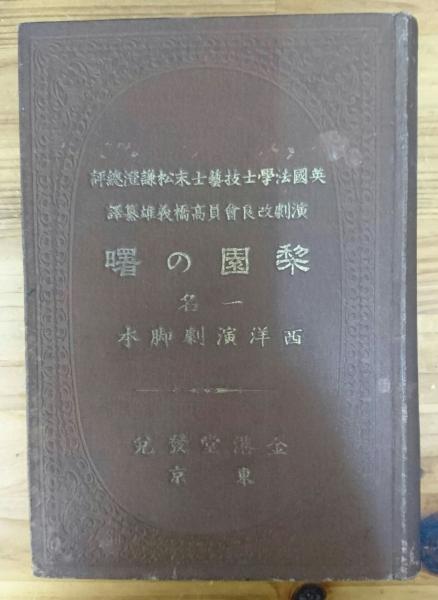 英國法學士技藝士末松謙澄總評
演劇改良會員高橋義雄纂譯
梨園の曙
一名
西洋演劇脚本
金港堂發兌
東京